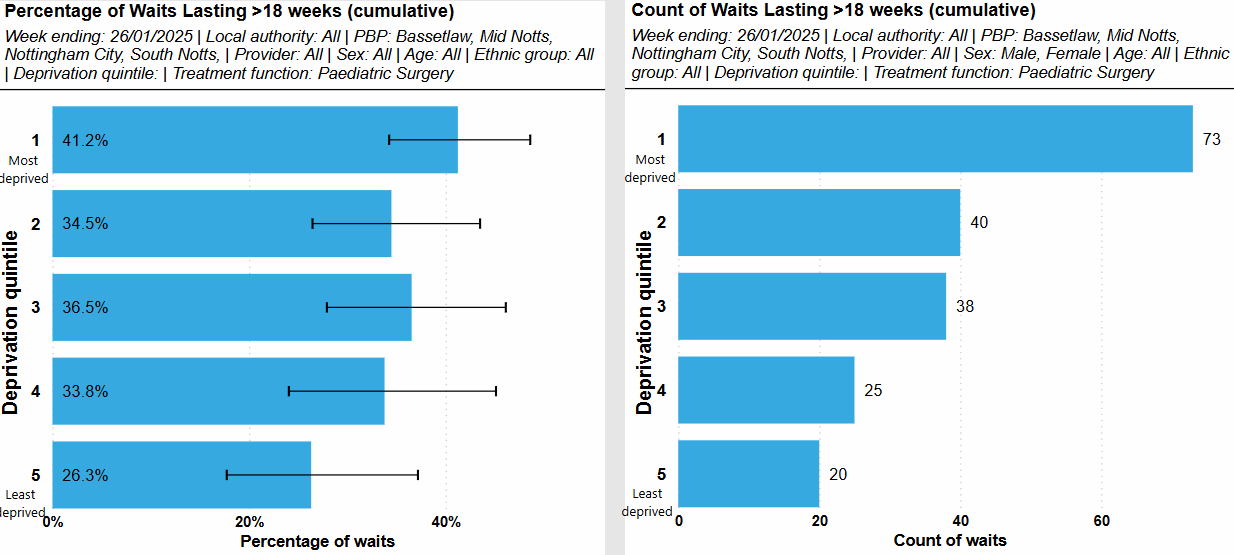 Percentage of Waits Lasting >18 weeks (cumulative)
Week ending: 26/01/2025 | Local authority: All | PBP: Bassetlaw, Mid Notts,
Nottingham City, South Notts, | Provider: All | Sex: All | Age: All | Ethnic group: All
| Deprivation quintile: | Treatment function: Paediatric Surgery
Deprivation quintile
1
Most
deprived
41.2%
2
34.5%
3
36.5%
4
33.8%
5
Least
deprived
26.3%
0%
20%
40%
Percentage of waits
Count of Waits Lasting >18 weeks (cumulative)
Week ending: 26/01/2025 | Local authority: All | PBP: Bassetlaw, Mid Notts,
Nottingham City, South Notts, | Provider: All | Sex: Male, Female | Age: All | Ethnic
group: All | Deprivation quintile: | Treatment function: Paediatric Surgery
Deprivation quintile
1
Most
deprived
73
2
40
3
38
4
25
5
Least
deprived
20
0
20
40
60
Count of waits